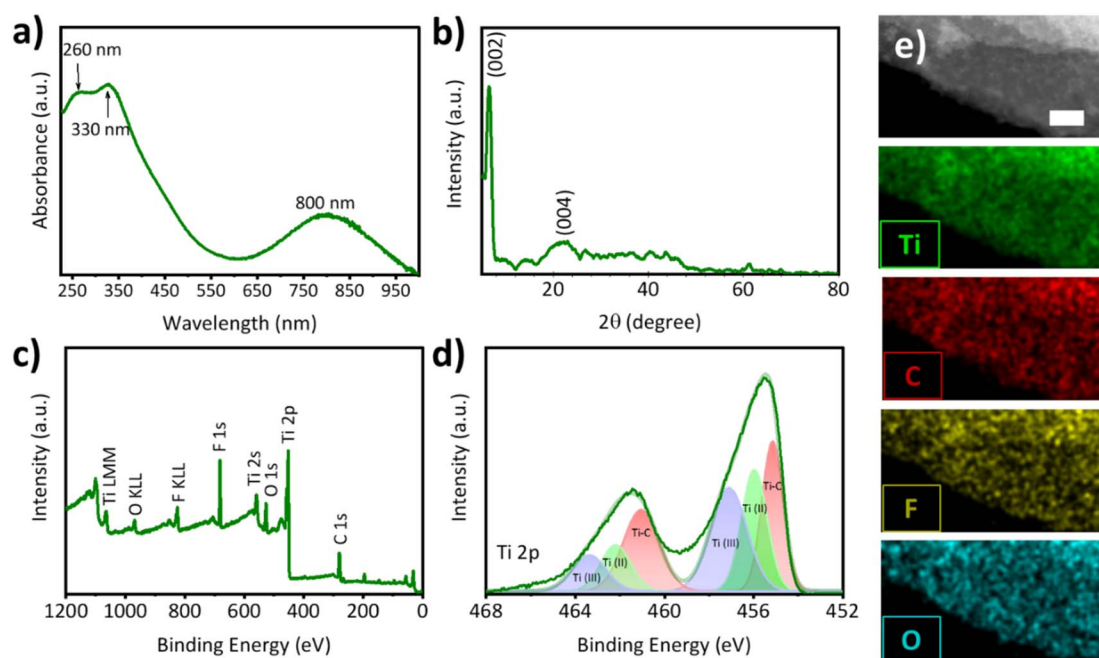 a)
260 nm
330 nm
800 nm
Absorbance (a.u.)
250 350 450 550 650 750 850 950
Wavelength (nm)
b)
(002)
(004)
Intensity (a.u.)
20 40 60 80
2θ (degree)
c)
Ti LMM
O KLL
F KLL
F 1s
Ti 2s
O 1s
Ti 2p
C 1s
Intensity (a.u.)
1200 1000 800 600 400 200 0
Binding Energy (eV)
d)
Ti-C
Ti (II)
Ti (III)
Ti-C
Ti (II)
Ti (III)
Ti 2p
Intensity (a.u.)
468 464 460 456 452
Binding Energy (eV)
e)
Ti
C
F
O